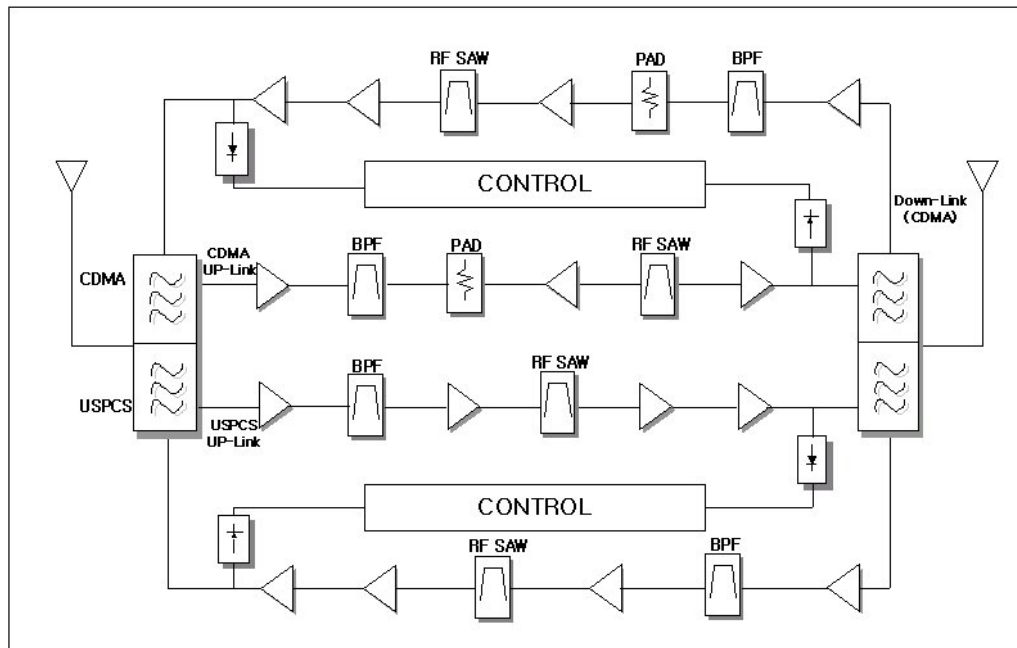 RF SAW
PAD
BPF
CONTROL
Down-Link
(CDMA)
CDMA
UP-Link
BPF
PAD
RF SAW
CDMA
BPF
RF SAW
USPCS
USPCS
UP-Link
CONTROL
RF SAW
BPF